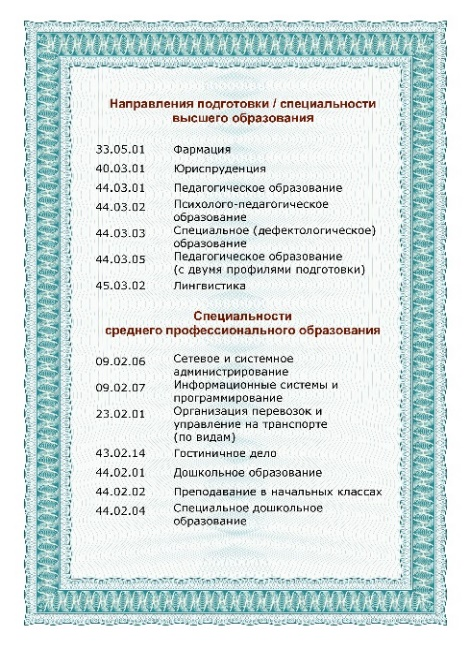 Направления подготовки / специальности
высшего образования
33.05.01 Фармация
40.03.01 Юриспруденция
44.03.01 Педагогическое образование
44.03.02 Психолого-педагогическое
образование
44.03.03 Специальное (дефектологическое)
образование
44.03.05 Педагогическое образование
(с двумя профилями подготовки)
45.03.02 Лингвистика
Специальности
среднего профессионального образования
09.02.06 Сетевое и системное
администрирование
09.02.07 Информационные системы и
программирование
23.02.01 Организация перевозок и
управление на транспорте
(по видам)
43.02.14 Гостиничное дело
44.02.01 Дошкольное образование
44.02.02 Преподавание в начальных классах
44.02.04 Специальное дошкольное
образование